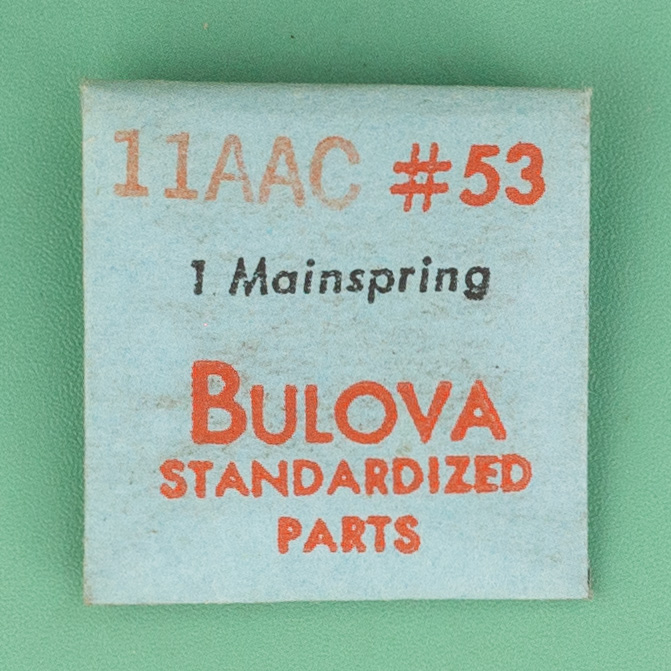 11AAC #53
1 Mainspring
BULOVA
STANDARDIZED
PARTS